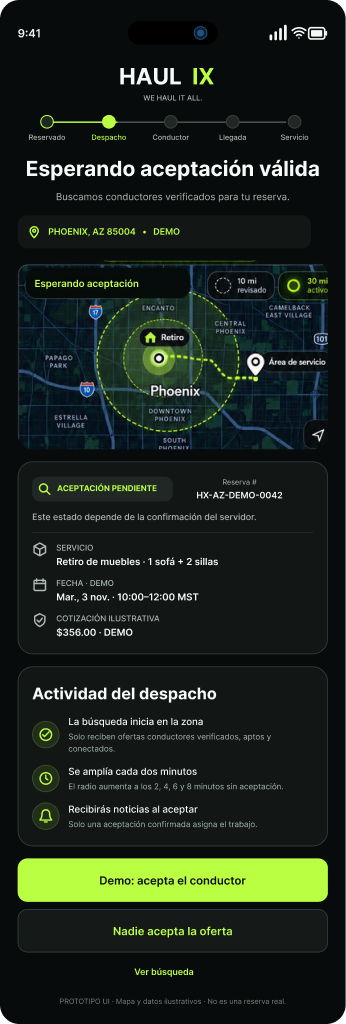 9:41
HAUL IX
WE HAUL IT ALL.
Reservado
Despacho
Conductor
Llegada
Servicio
Esperando aceptación válida
Buscamos conductores verificados para tu reserva.
PHOENIX, AZ 85004 • DEMO
Esperando aceptación
10 mi
revisado
30 mi
activo
17
ENCANTO
CAMELBACK
EAST VILLAGE
CENTRAL
PHOENIX
101
Retiro
PAPAGO
PARK
Área de servicio
10
Phoenix
ESTRELLA
VILLAGE
DOWNTOWN
PHOENIX
SOUTH
PHOENIX
ACEPTACIÓN PENDIENTE
Reserva #
HX-AZ-DEMO-0042
Este estado depende de la confirmación del servidor.
SERVICIO
Retiro de muebles · 1 sofá + 2 sillas
FECHA · DEMO
Mar., 3 nov. · 10:00–12:00 MST
COTIZACIÓN ILUSTRATIVA
$356.00 · DEMO
Actividad del despacho
La búsqueda inicia en la zona
Solo reciben ofertas conductores verificados, aptos y
conectados.
Se amplía cada dos minutos
El radio aumenta a los 2, 4, 6 y 8 minutos sin aceptación.
Recibirás noticias al aceptar
Solo una aceptación confirmada asigna el trabajo.
Demo: acepta el conductor
Nadie acepta la oferta
Ver búsqueda
PROTOTIPO UI · Mapa y datos ilustrativos · No es una reserva real.